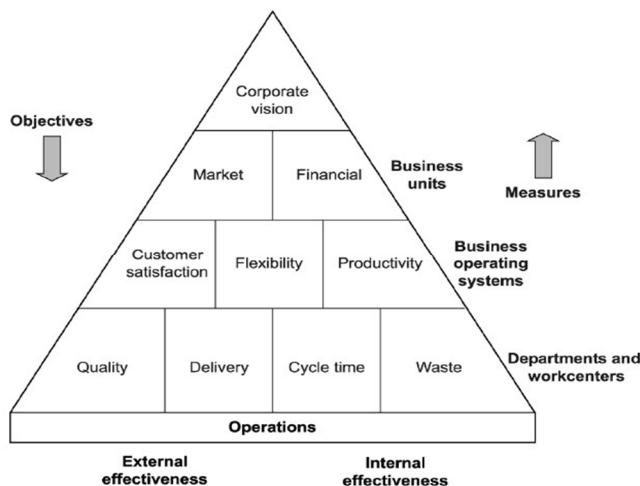 Corporate
vision
Objectives
Market
Financial
Business
units
Measures
Customer
satisfaction
Flexibility
Productivity
Business
operating
systems
Quality
Delivery
Cycle time
Waste
Departments and
workcenters
Operations
External
effectiveness
Internal
effectiveness